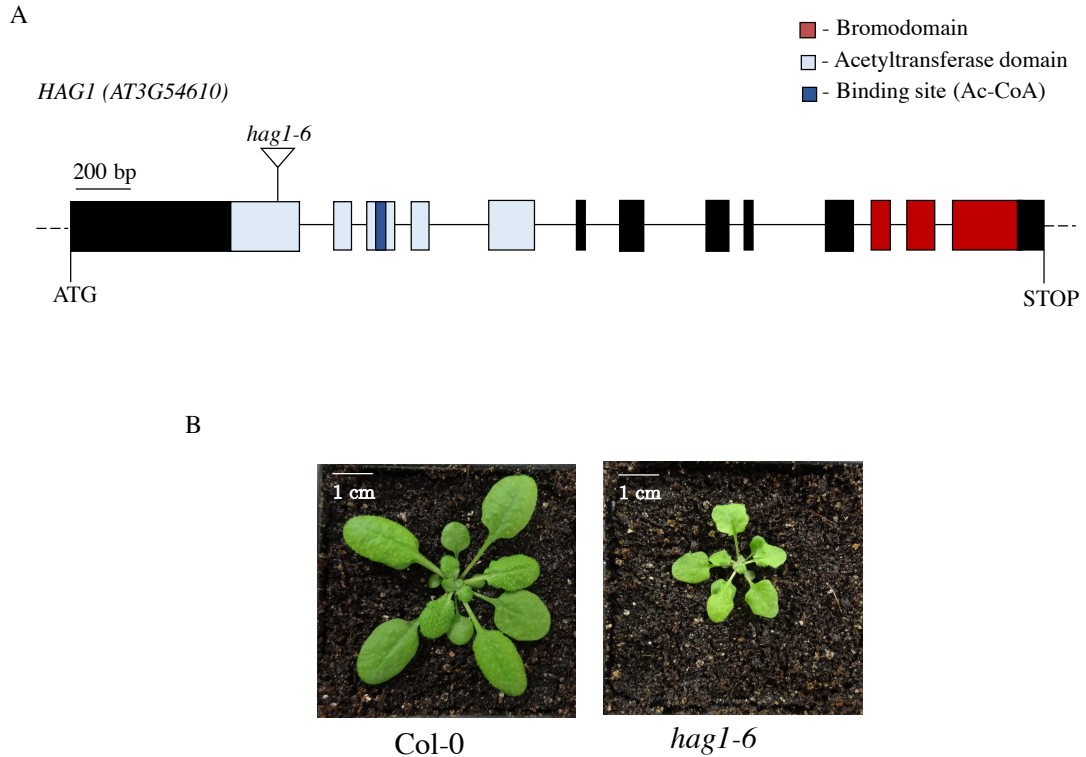 A
- Bromodomain
- Acetyltransferase domain
- Binding site (Ac-CoA)
HAG1 (AT3G54610)
hag1-6
200 bp
ATG
STOP
B
1 cm
1 cm
Col-0
hag1-6